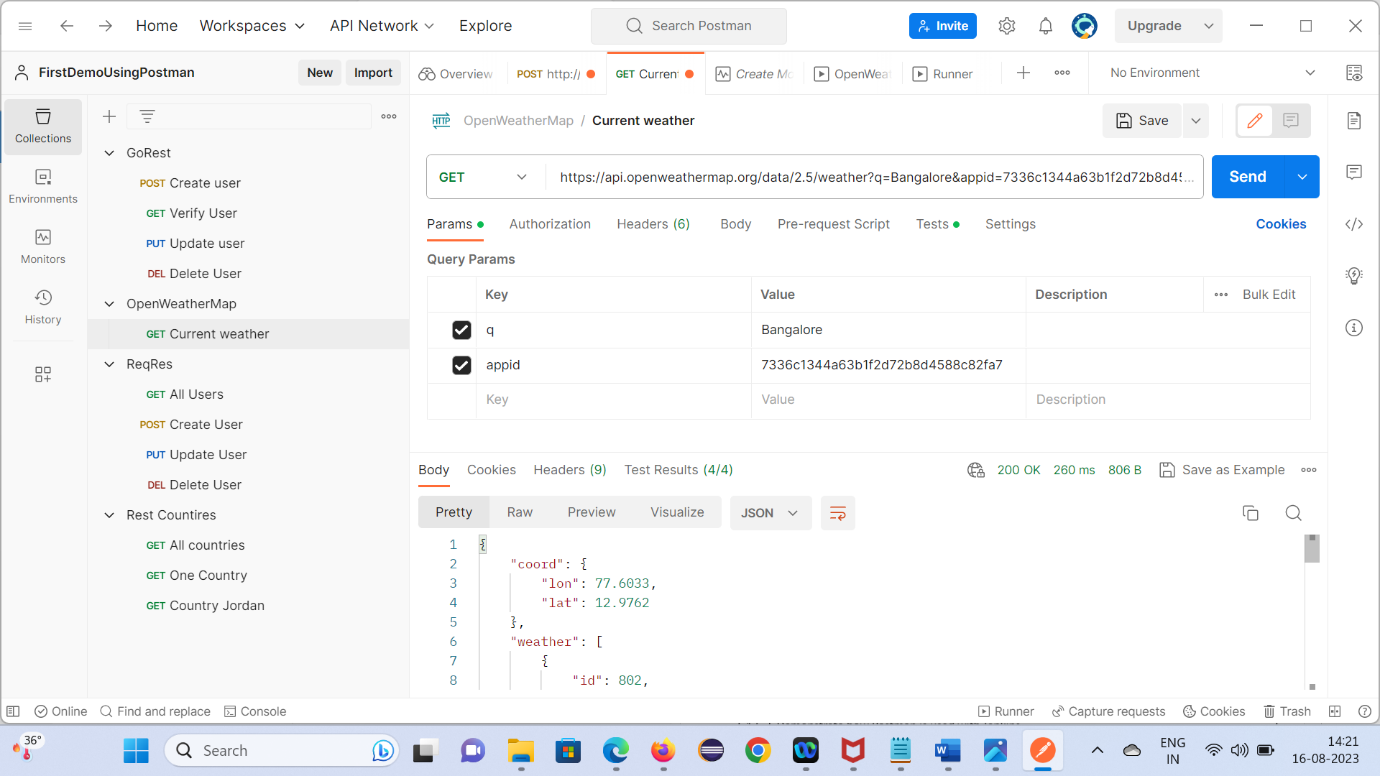 Home Workspaces API Network Explore Search Postman Invite Upgrade
FirstDemoUsingPostman New Import Overview POST http:/ GET Curren Create Mo OpenWeat Runner No Environment
Collections
Environments
Monitors
History
GoRest
POST Create user
GET Verify User
PUT Update user
DEL Delete User
OpenWeatherMap
GET Current weather
ReqRes
GET All Users
POST Create User
PUT Update User
DEL Delete User
Rest Countires
GET All countries
GET One Country
GET Country Jordan
HTTP OpenWeatherMap / Current weather Save
GET https://api.openweathermap.org/data/2.5/weather?q=Bangalore&appid=7336c1344a63b1f2d72b8d45... Send
Params Authorization Headers (6) Body Pre-request Script Tests Settings Cookies
Query Params
Key Value Description Bulk Edit
q Bangalore
appid 7336c1344a63b1f2d72b8d4588c82fa7
Key Value Description
Body Cookies Headers (9) Test Results (4/4) 200 OK 260 ms 806 B Save as Example
Pretty Raw Preview Visualize JSON
1 {
2 "coord": {
3 "lon": 77.6033,
4 "lat": 12.9762
5 },
6 "weather": [
7 {
8 "id": 802,
Online Find and replace Console Runner Capture requests Cookies Trash
36° Search ENG IN 14:21
16-08-2023